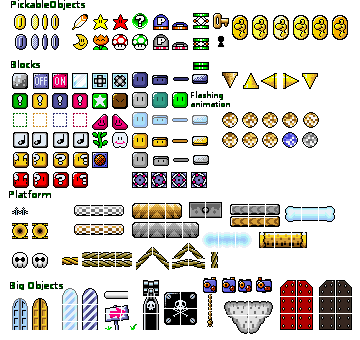 PickableObjects
Blocks
OFF ON
Flashing
animation
Platform
Big Objects